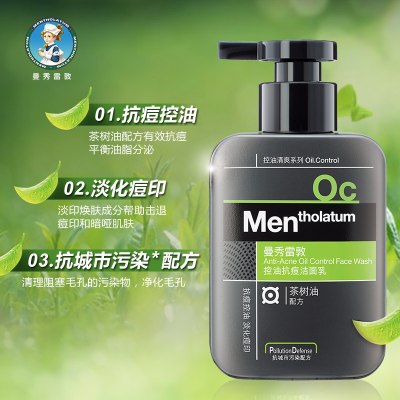 MENTHOLATUM
曼秀雷敦
01.抗痘控油
茶树油配方有效抗痘
平衡油脂分泌
02.淡化痘印
淡印焕肤成分帮助击退
痘印和暗哑肌肤
03.抗城市污染*配方
清理阻塞毛孔的污染物，净化毛孔
控油清爽系列 Oil.Control
Oc
Mentholatum
曼秀雷敦
Anti-Acne Oil Control Face Wash
控油抗痘洁面乳
茶树油
配方
抗痘控油 淡化痘印
PollutionDefense
抗城市污染配方